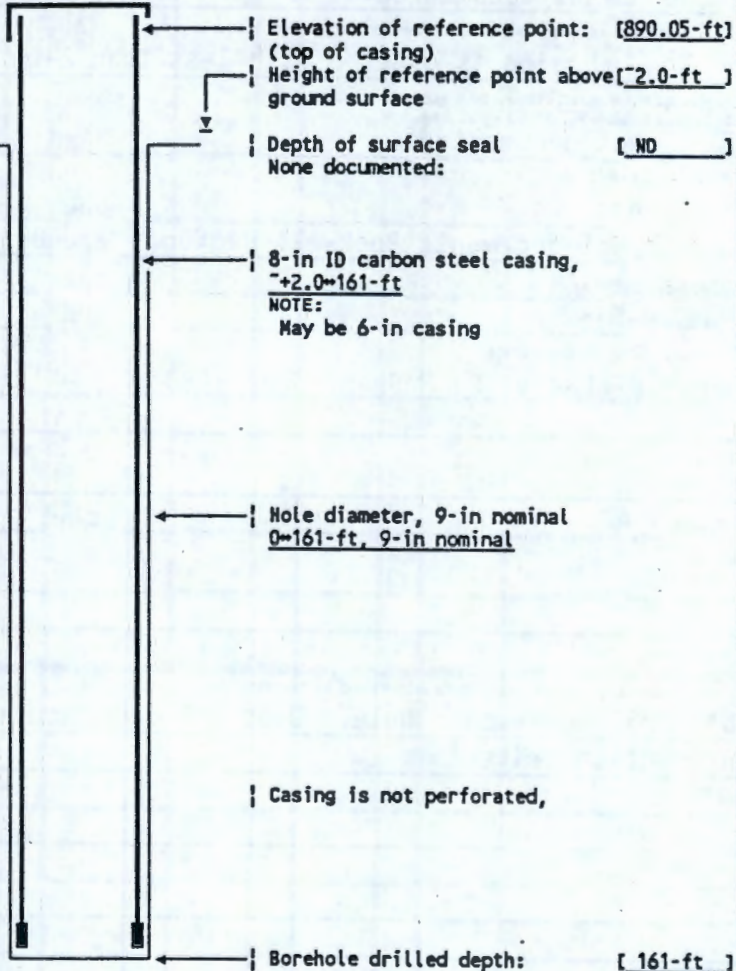 Elevation of reference point: [890.05-ft]
(top of casing)
Height of reference point above[~2.0-ft ]
ground surface
Depth of surface seal [ ND ]
None documented:
8-in ID carbon steel casing,
~+2.0↔161-ft
NOTE:
May be 6-in casing
Hole diameter, 9-in nominal
0↔161-ft, 9-in nominal
Casing is not perforated,
Borehole drilled depth: [ 161-ft ]